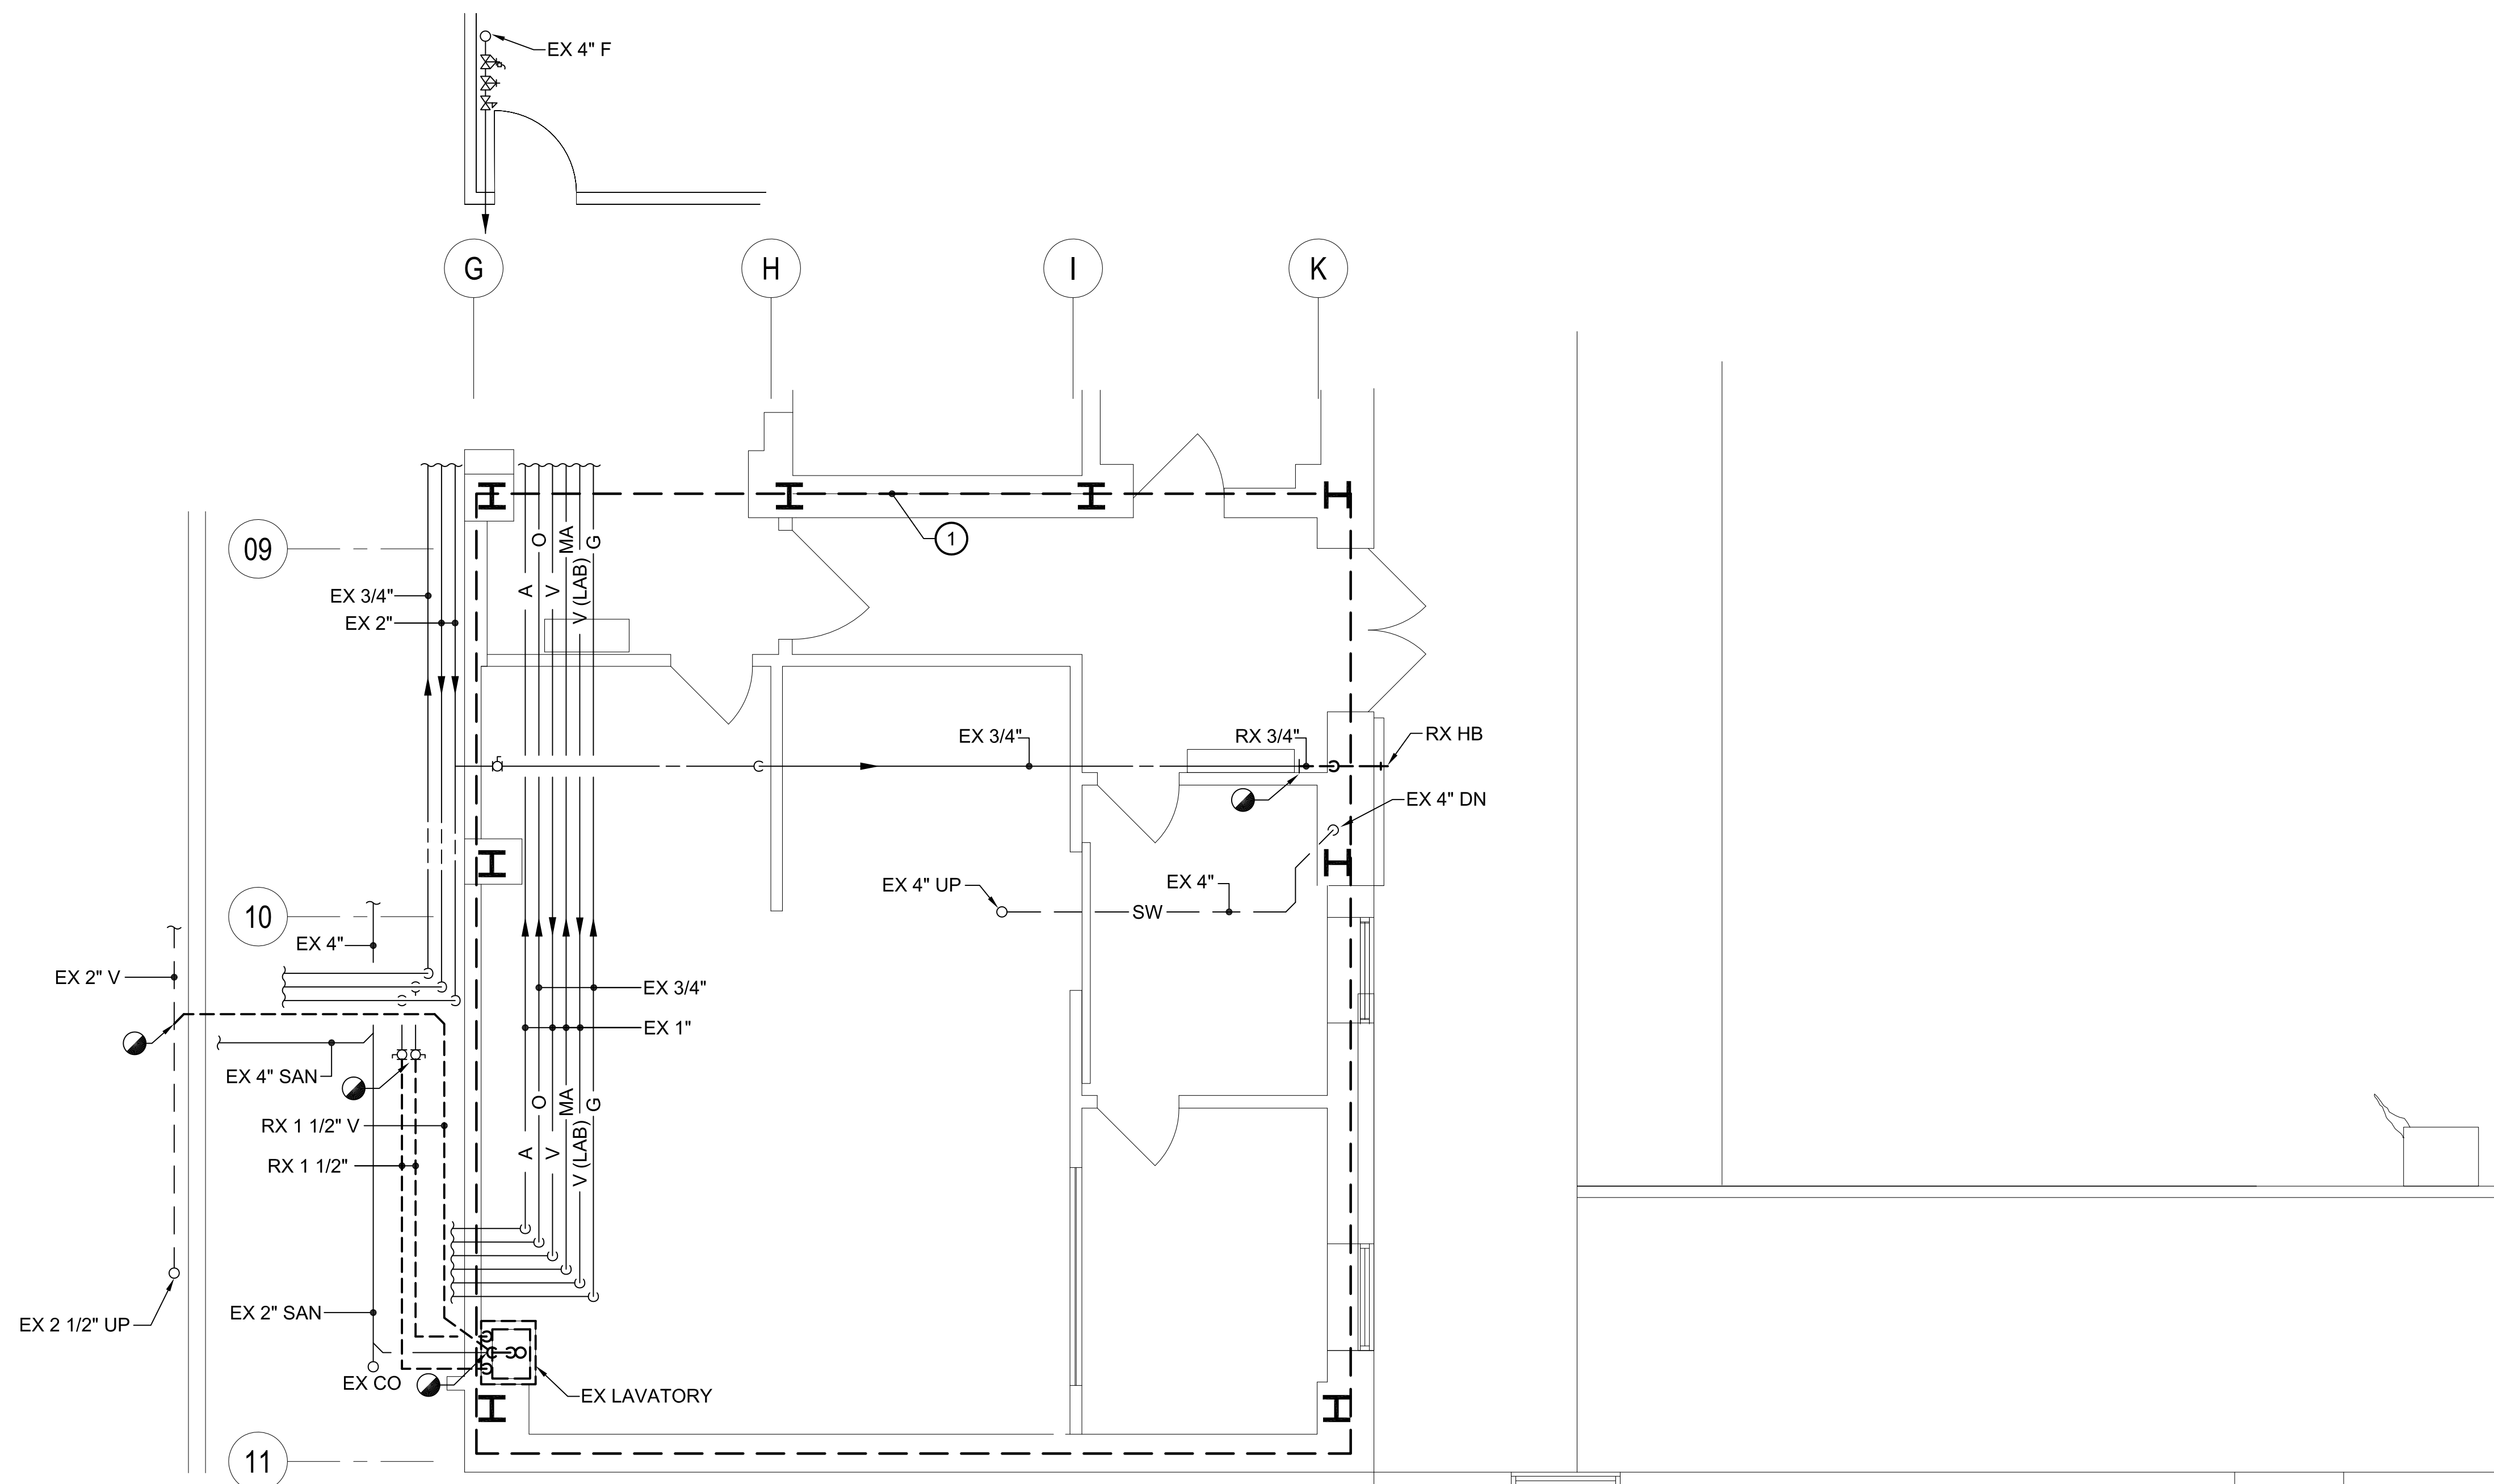 EX 4" F
G
H
I
K
09
1
O
MA
G
A
V
V (LAB)
EX 3/4"
EX 2"
EX 3/4"
RX 3/4"
RX HB
EX 4" DN
EX 4" UP
EX 4"
SW
10
EX 4"
EX 2" V
EX 3/4"
EX 1"
EX 4" SAN
O
MA
G
RX 1 1/2" V
A
V
V (LAB)
RX 1 1/2"
EX 2" SAN
EX 2 1/2" UP
EX CO
EX LAVATORY
11